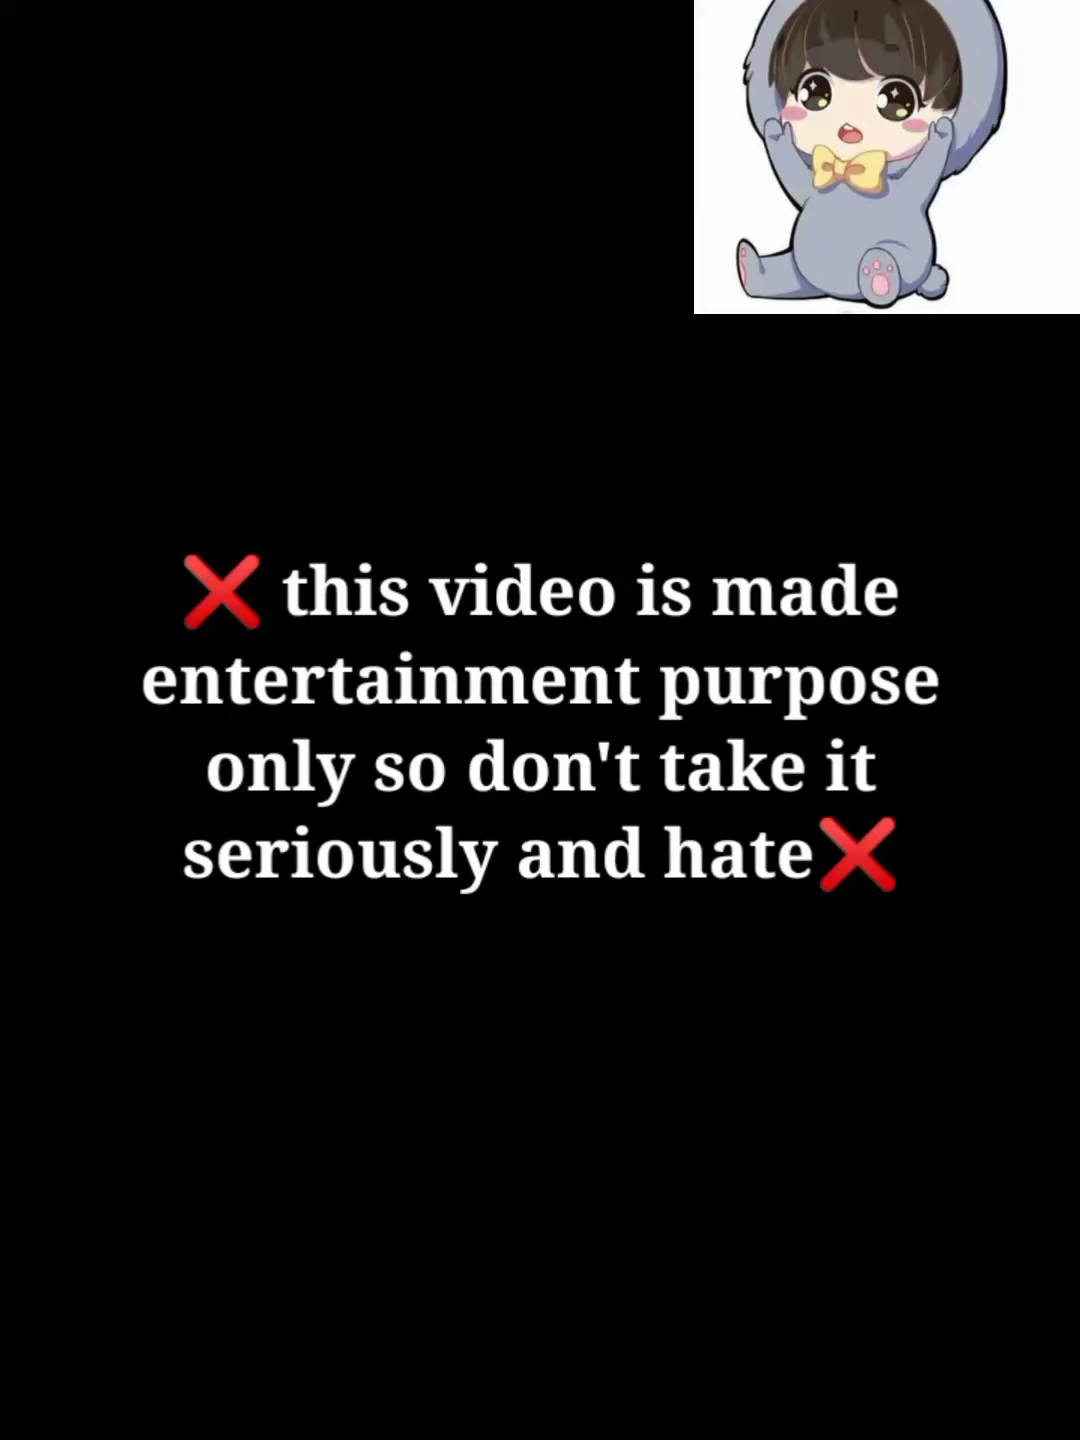 ❌ this video is made
entertainment purpose
only so don't take it
seriously and hate❌